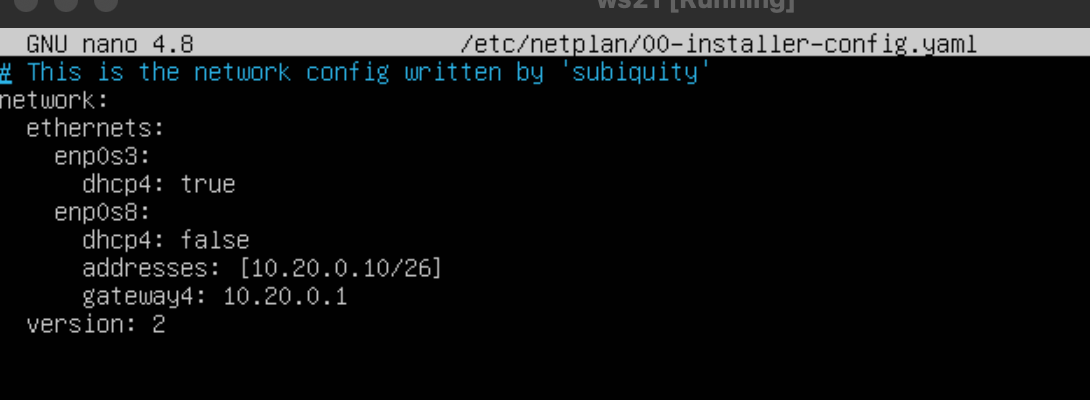 ws21 [Running]
GNU nano 4.8 /etc/netplan/00-installer-config.yaml
# This is the network config written by 'subiquity'
network:
  ethernets:
    enp0s3:
      dhcp4: true
    enp0s8:
      dhcp4: false
      addresses: [10.20.0.10/26]
      gateway4: 10.20.0.1
  version: 2